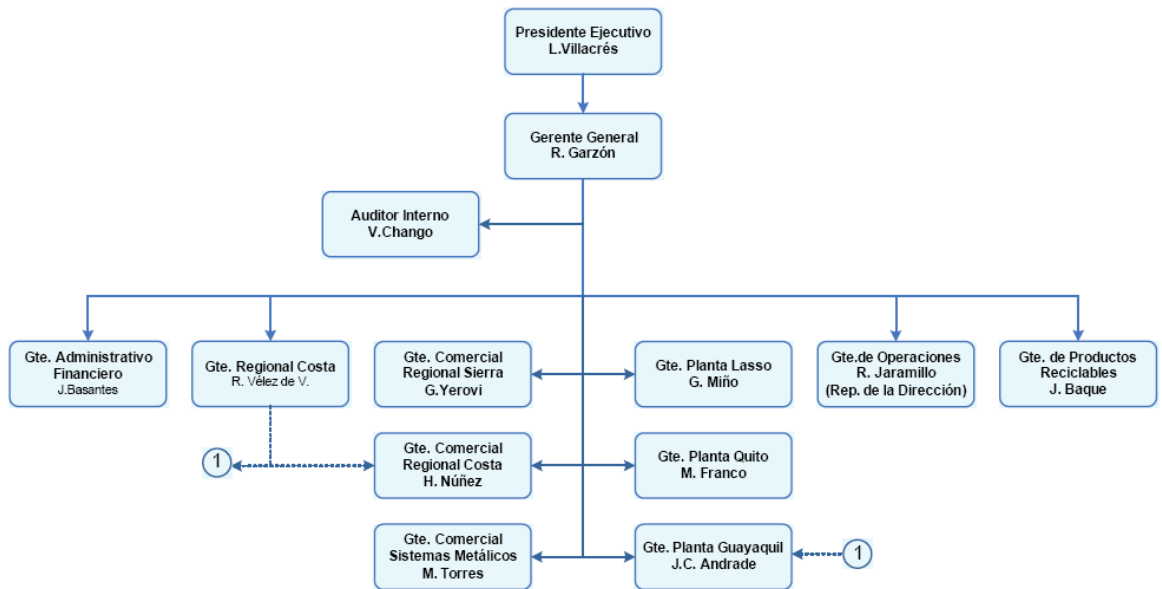 Presidente Ejecutivo
L.Villacrés
Gerente General
R. Garzón
Auditor Interno
V.Chango
Gte. Administrativo
Financiero
J.Basantes
Gte. Regional Costa
R. Vélez de V.
Gte. Comercial
Regional Sierra
G.Yerovi
Gte. Planta Lasso
G. Miño
Gte.de Operaciones
R. Jaramillo
(Rep. de la Dirección)
Gte. de Productos
Reciclables
J. Baque
1
Gte. Comercial
Regional Costa
H. Núñez
Gte. Planta Quito
M. Franco
Gte. Comercial
Sistemas Metálicos
M. Torres
Gte. Planta Guayaquil
J.C. Andrade
1